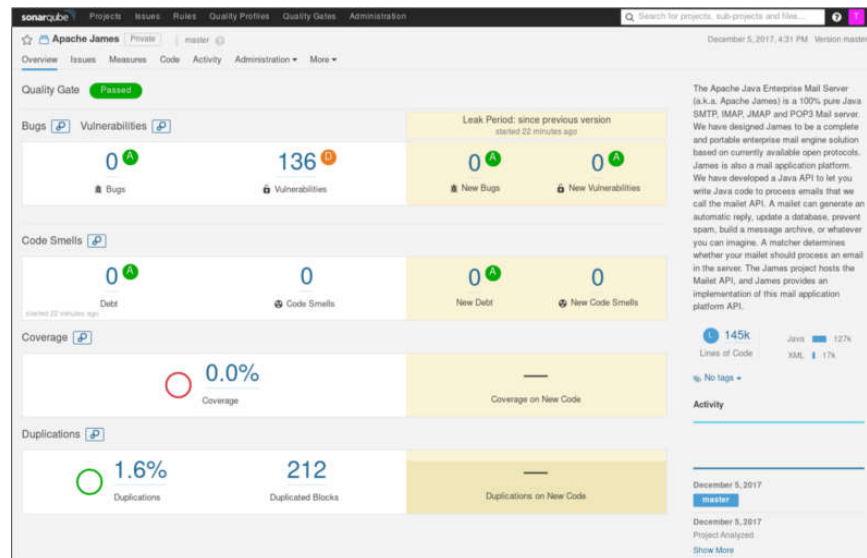 sonarqube Projects Issues Rules Quality Profiles Quality Gates Administration Search for projects, sub-projects and files... ? T
Apache James Private master December 5, 2017, 4:31 PM Version master
Overview Issues Measures Code Activity Administration More
Quality Gate Passed
Bugs Vulnerabilities
Leak Period: since previous version
started 22 minutes ago
0 A 136 D 0 A 0 A
Bugs Vulnerabilities New Bugs New Vulnerabilities
Code Smells
0 A 0 0 A 0
Debt Code Smells New Debt New Code Smells
started 22 minutes ago
Coverage
0.0% —
Coverage Coverage on New Code
Duplications
1.6% 212 —
Duplications Duplicated Blocks Duplications on New Code
The Apache Java Enterprise Mail Server
(a.k.a. Apache James) is a 100% pure Java
SMTP, IMAP, JMAP and POP3 Mail server.
We have designed James to be a complete
and portable enterprise mail engine solution
based on currently available open protocols.
James is also a mail application platform.
We have developed a Java API to let you
write Java code to process emails that we
call the mailet API. A mailet can generate an
automatic reply, update a database, prevent
spam, build a message archive, or whatever
you can imagine. A matcher determines
whether your mailet should process an email
in the server. The James project hosts the
Mailet API, and James provides an
implementation of this mail application
platform API.
L 145k Java 127k
Lines of Code XML 17k
No tags
Activity
December 5, 2017
master
December 5, 2017
Project Analyzed
Show More